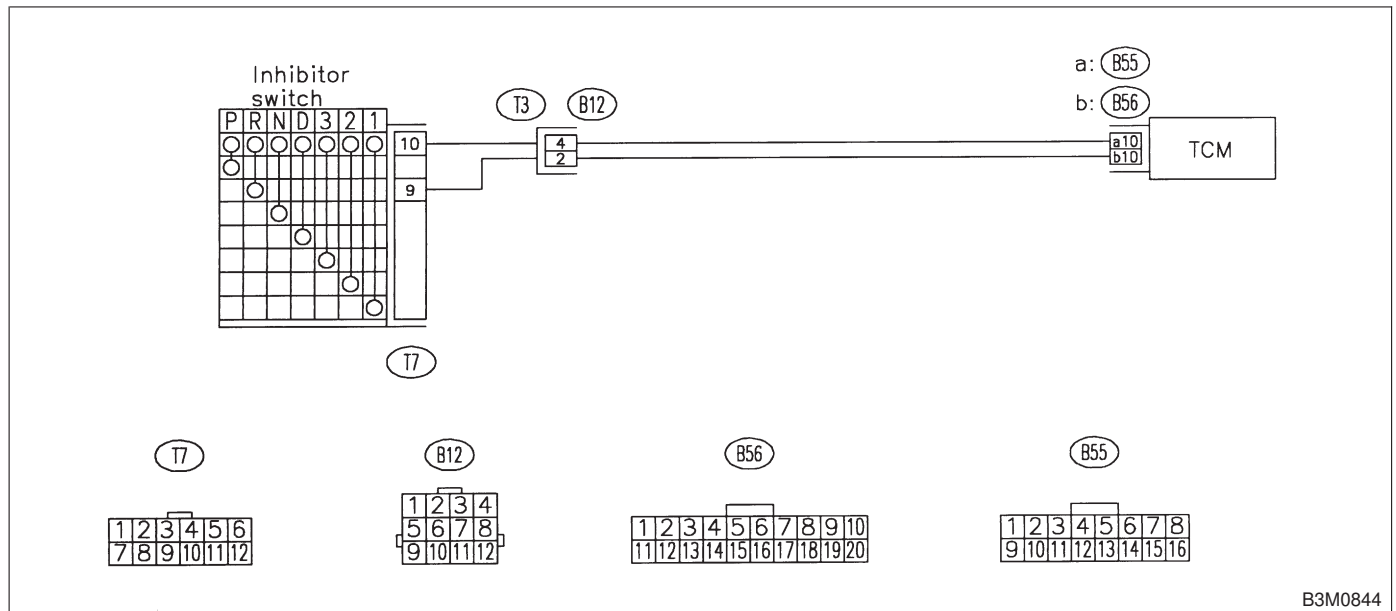 a: B55
Inhibitor
switch
T3 B12
b: B56
P R N D 3 2 1
10
4
a10
TCM
2
b10
9
T7
T7 B12 B56 B55
1 2 3 4 5 6
7 8 9 10 11 12
1 2 3 4
5 6 7 8
9 10 11 12
1 2 3 4 5 6 7 8 9 10
11 12 13 14 15 16 17 18 19 20
1 2 3 4 5 6 7 8
9 10 11 12 13 14 15 16
B3M0844